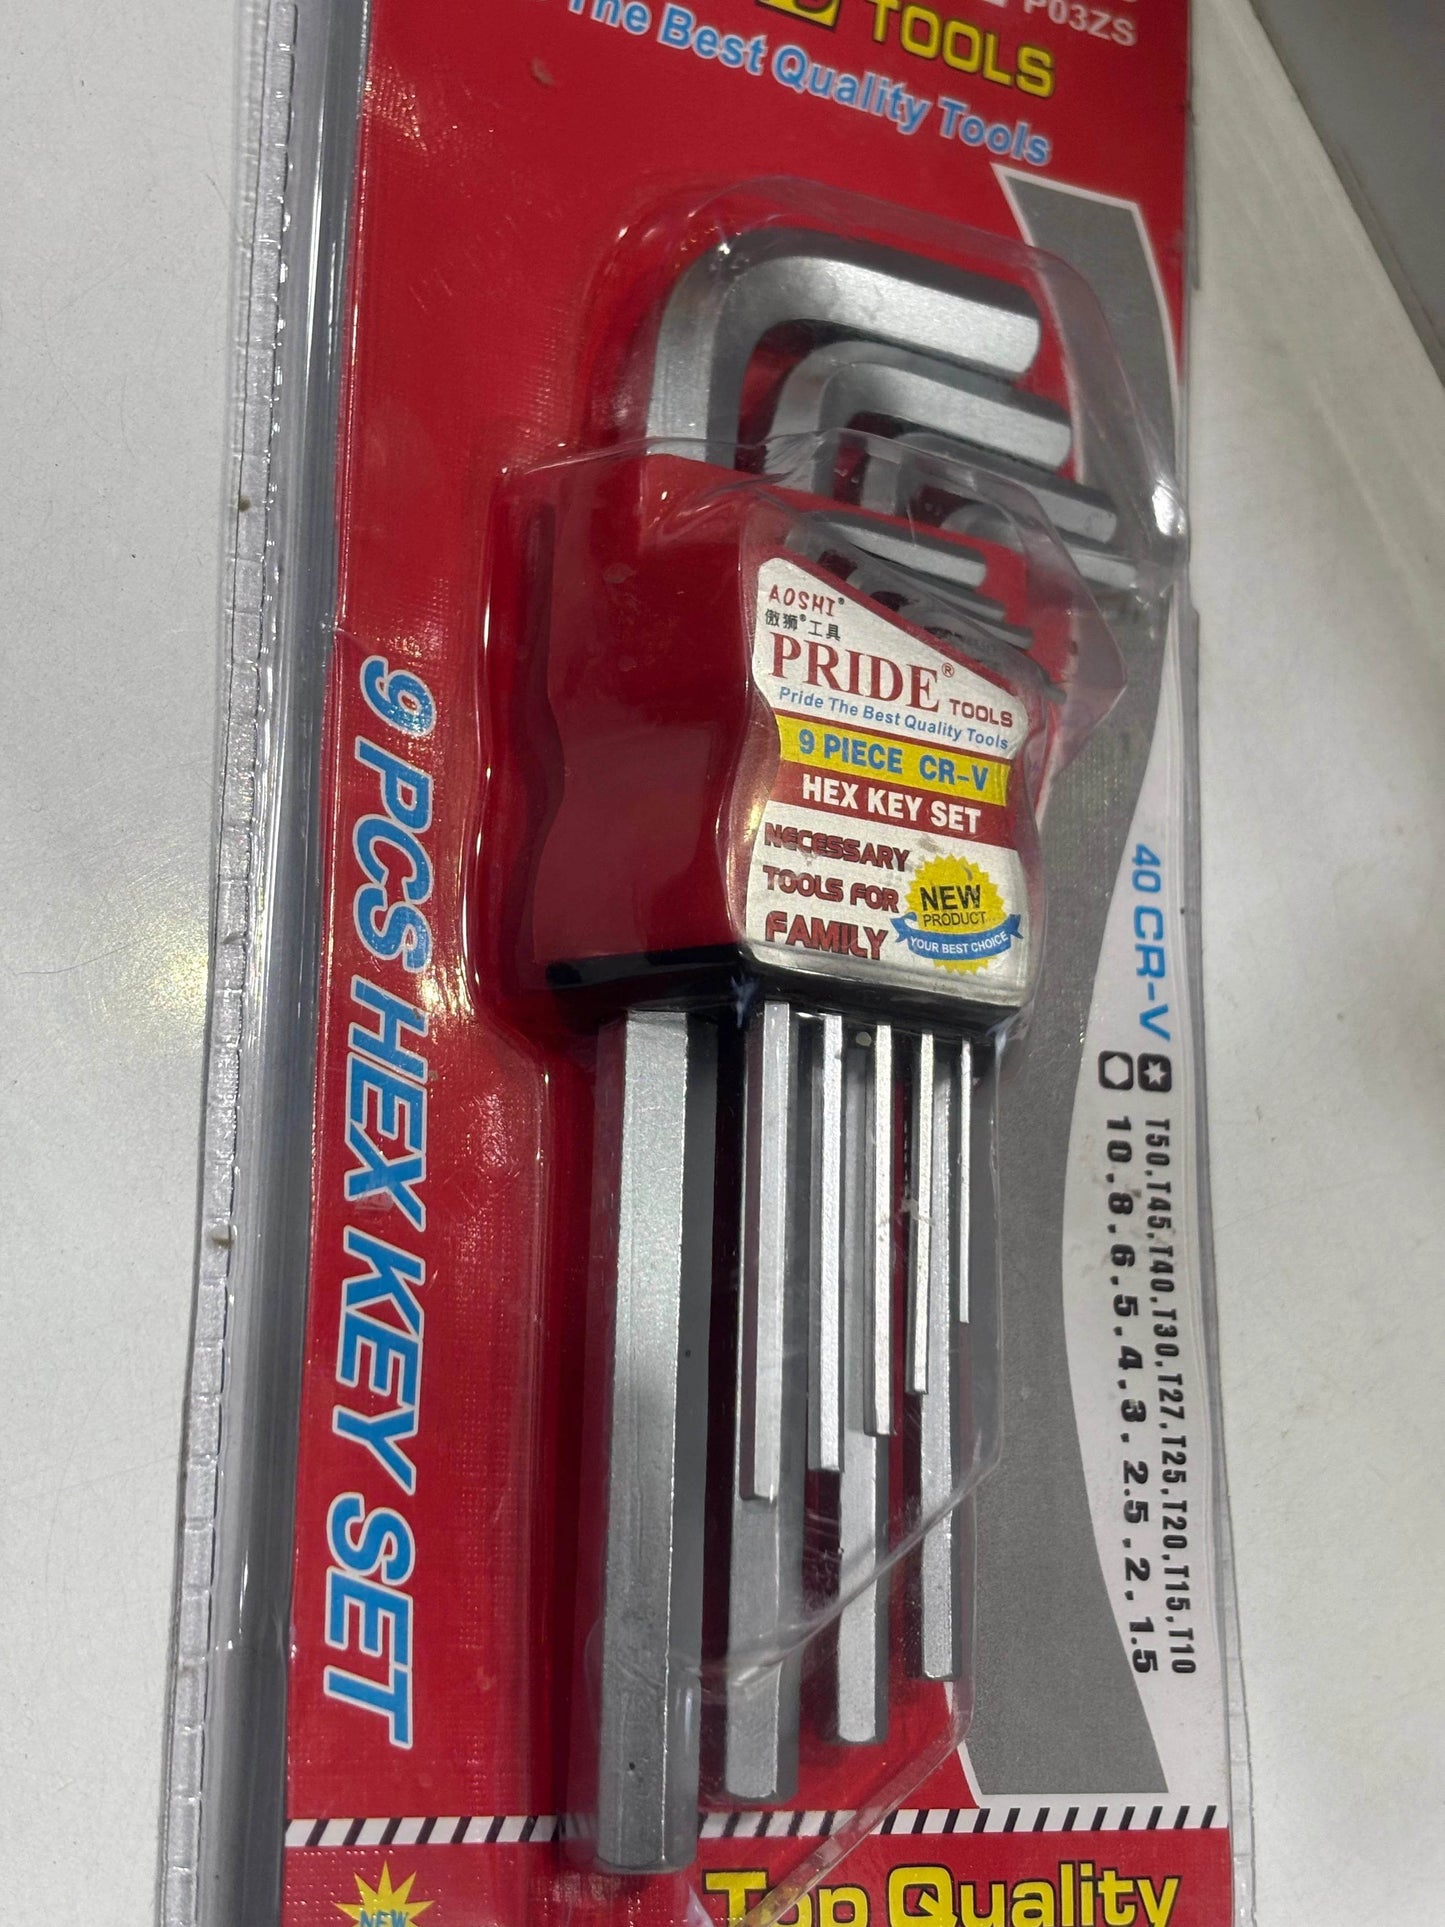 P03ZS
TOOLS
The Best Quality Tools
AOSHI®
傲狮®工具
PRIDE® TOOLS
Pride The Best Quality Tools
9 PIECE CR-V
HEX KEY SET
NECESSARY
TOOLS FOR
FAMILY
NEW
PRODUCT
YOUR BEST CHOICE
9 PCS HEX KEY SET
40 CR-V
T50.T45.T40.T30.T27.T25.T20.T15.T10
10.8.6.5.4.3.2.5.2.1.5
NEW
Top Quality